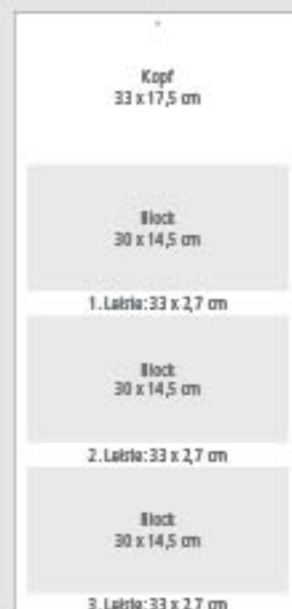 Kopf
33 x 17,5 cm
Block
30 x 14,5 cm
1. Leiste: 33 x 2,7 cm
Block
30 x 14,5 cm
2. Leiste: 33 x 2,7 cm
Block
30 x 14,5 cm
3. Leiste: 33 x 2,7 cm